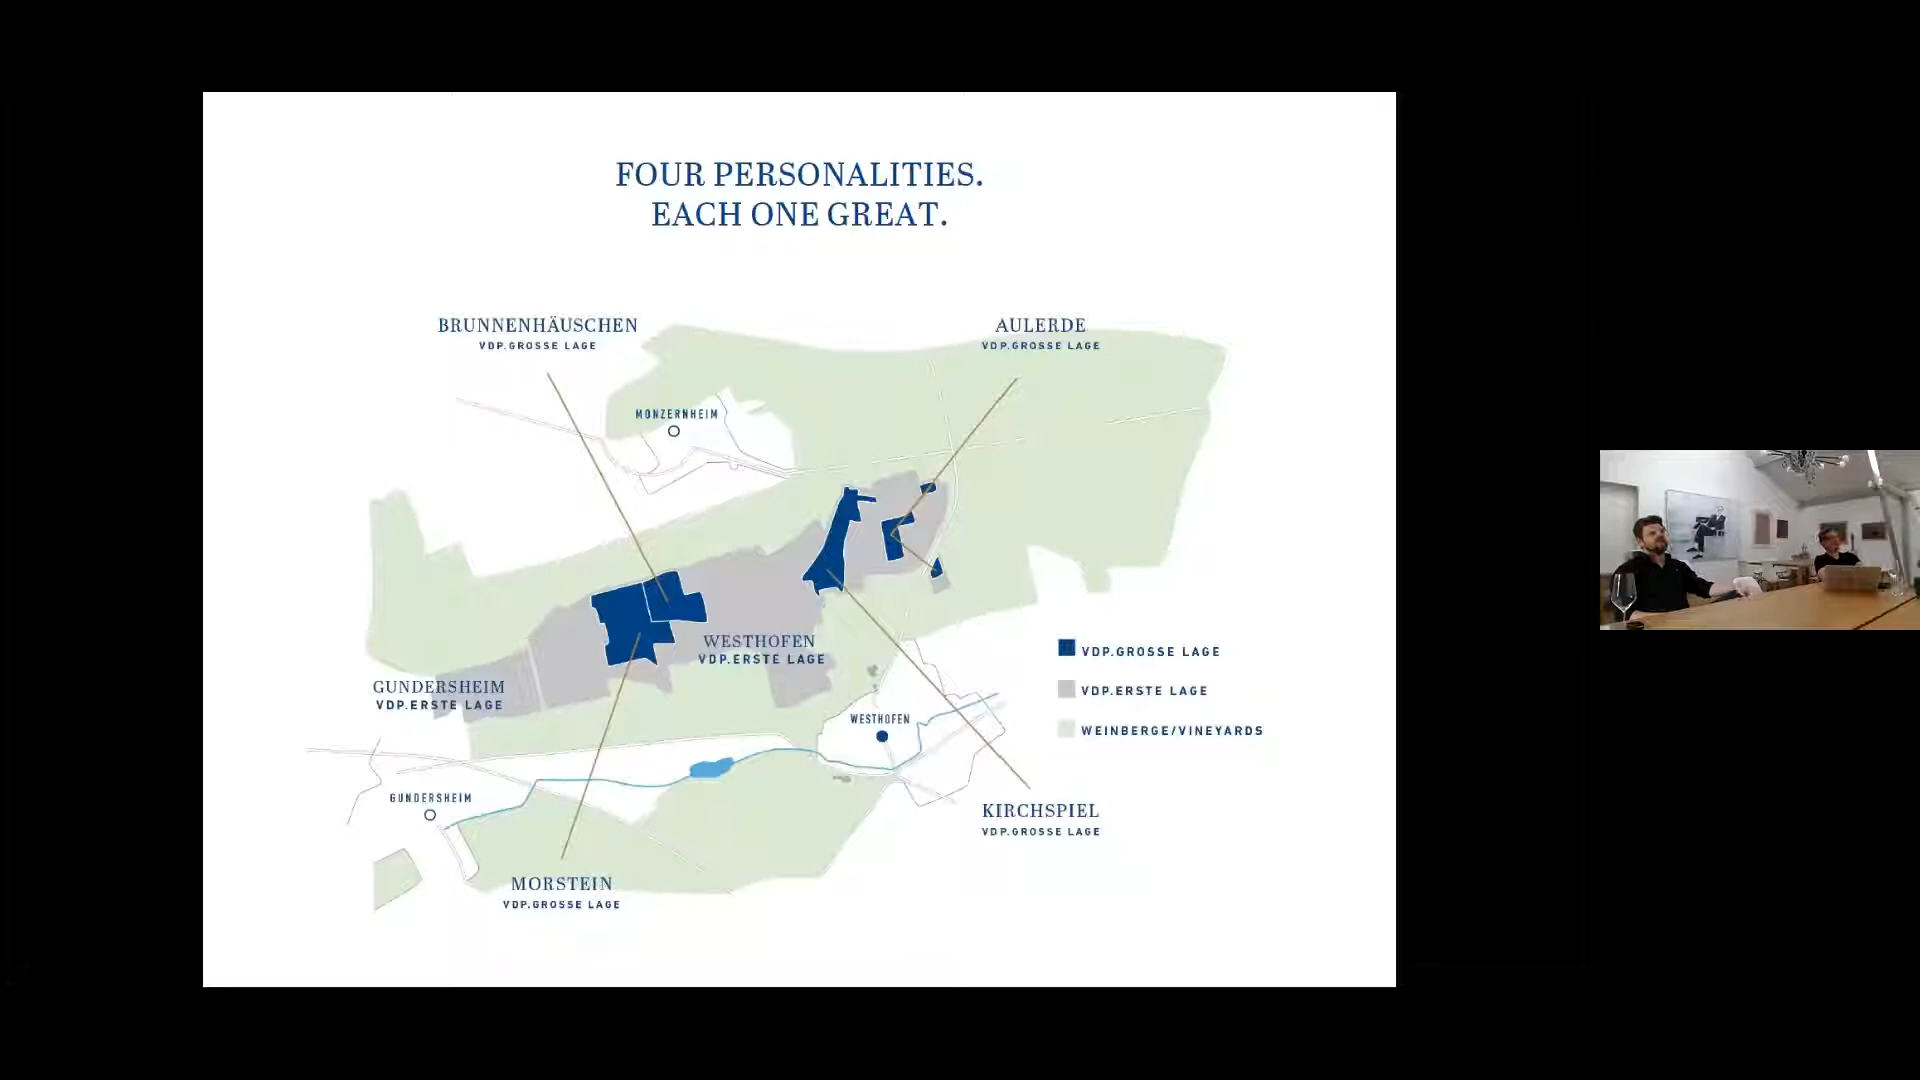 FOUR PERSONALITIES.
EACH ONE GREAT.
BRUNNENHÄUSCHEN
VDP.GROSSE LAGE
AULERDE
VDP.GROSSE LAGE
MONZERNHEIM
WESTHOFEN
VDP.ERSTE LAGE
GUNDERSHEIM
VDP.ERSTE LAGE
WESTHOFEN
GUNDERSHEIM
VDP.GROSSE LAGE
VDP.ERSTE LAGE
WEINBERGE/VINEYARDS
KIRCHSPIEL
VDP.GROSSE LAGE
MORSTEIN
VDP.GROSSE LAGE